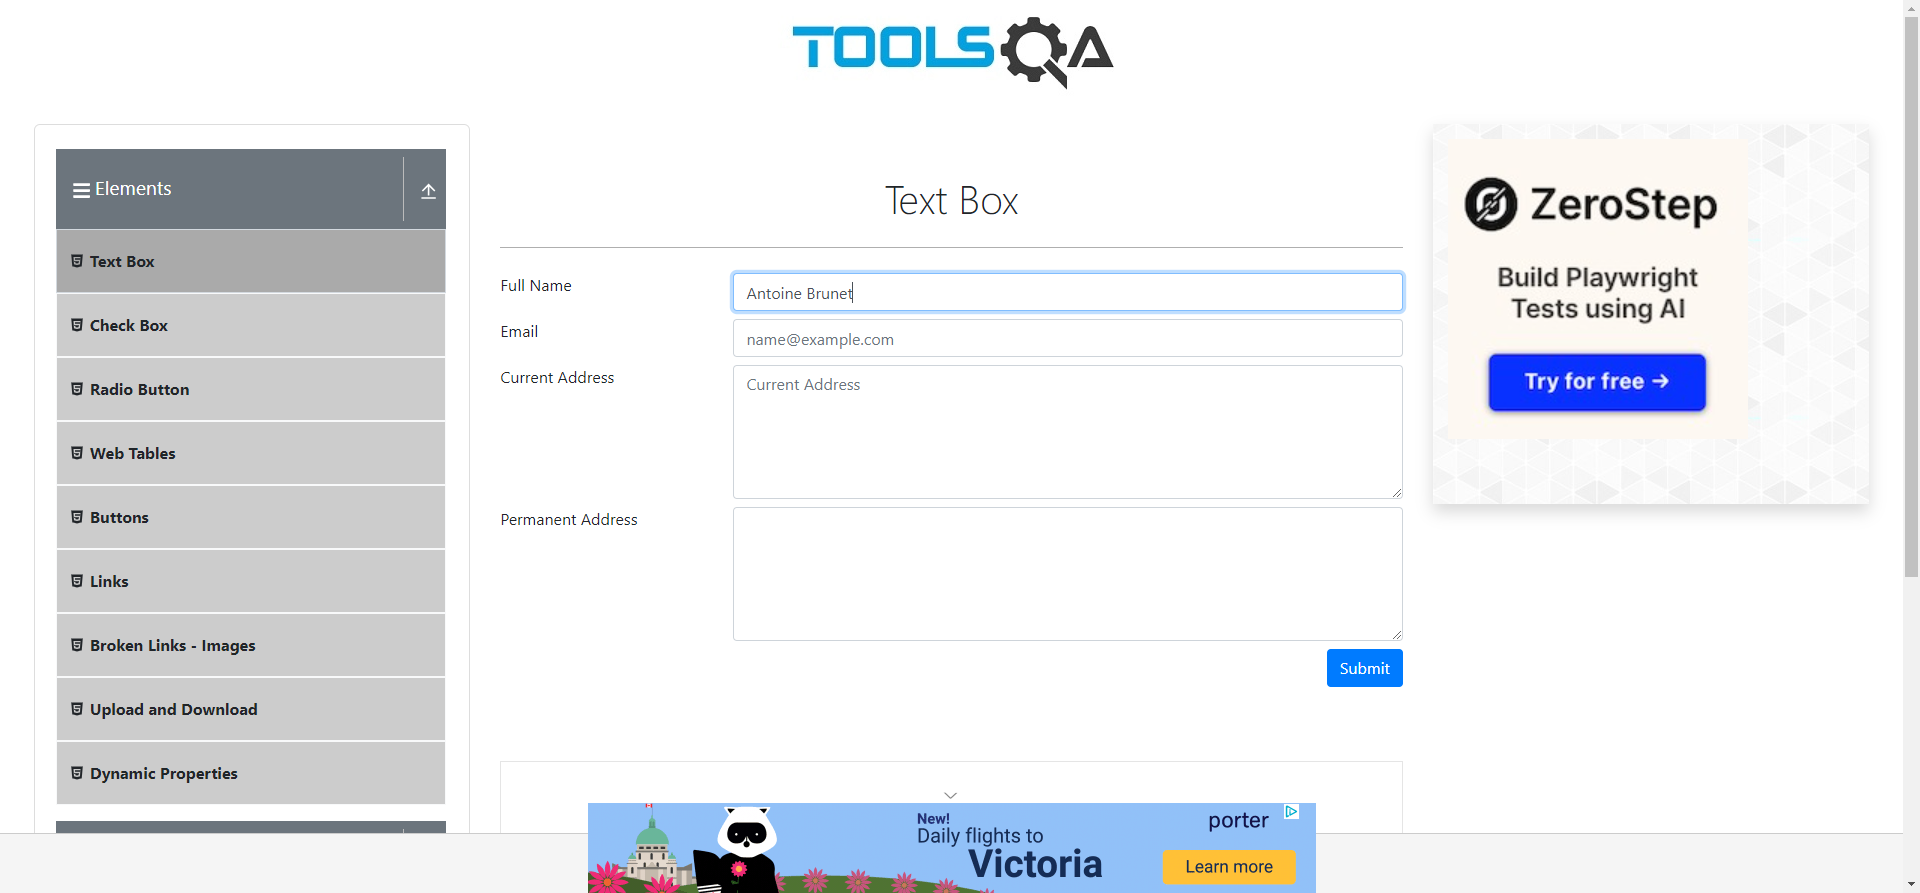 TOOLSQA
Elements
Text Box
Check Box
Radio Button
Web Tables
Buttons
Links
Broken Links - Images
Upload and Download
Dynamic Properties
Text Box
Full Name
Antoine Brunet
Email
name@example.com
Current Address
Current Address
Permanent Address
Submit
ZeroStep
Build Playwright
Tests using AI
Try for free →
New!
Daily flights to
Victoria
porter
Learn more